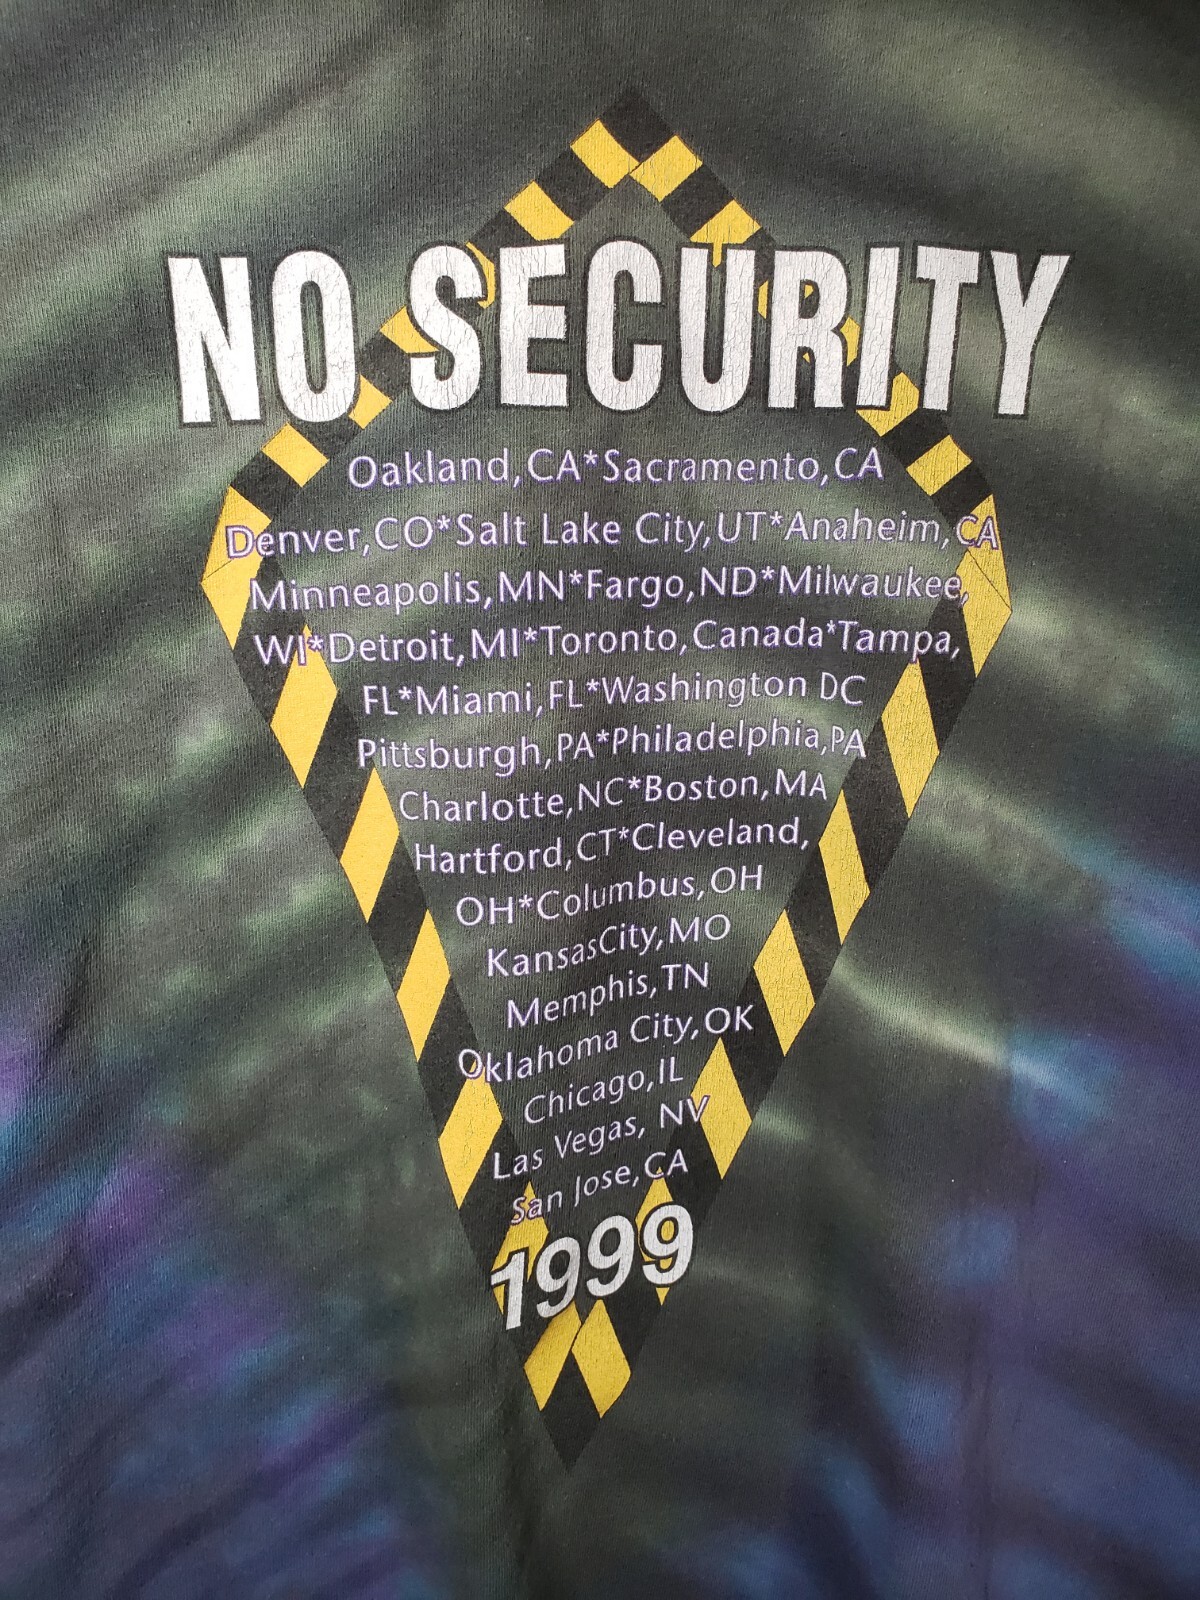 NO SECURITY
Oakland,CA*Sacramento,CA
Denver,CO*Salt Lake City,UT*Anaheim,CA
Minneapolis,MN*Fargo,ND*Milwaukee,
WI*Detroit,MI*Toronto,Canada*Tampa,
FL*Miami,FL*Washington DC
Pittsburgh,PA*Philadelphia,PA
Charlotte,NC*Boston,MA
Hartford,CT*Cleveland,
OH*Columbus,OH
KansasCity,MO
Memphis,TN
Oklahoma City,OK
Chicago,IL
Las Vegas, NV
San Jose,CA
1999